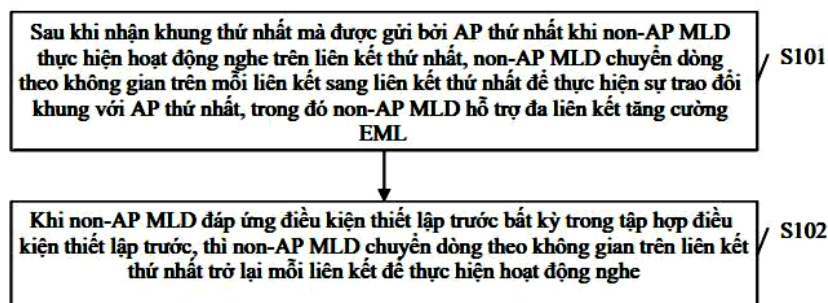 Sau khi nhận khung thứ nhất mà được gửi bởi AP thứ nhất khi non-AP MLD
thực hiện hoạt động nghe trên liên kết thứ nhất, non-AP MLD chuyển dòng
theo không gian trên mỗi liên kết sang liên kết thứ nhất để thực hiện sự trao đổi
khung với AP thứ nhất, trong đó non-AP MLD hỗ trợ đa liên kết tăng cường
EML
S101
Khi non-AP MLD đáp ứng điều kiện thiết lập trước bất kỳ trong tập hợp điều
kiện thiết lập trước, thì non-AP MLD chuyển dòng theo không gian trên liên kết
thứ nhất trở lại mỗi liên kết để thực hiện hoạt động nghe
S102